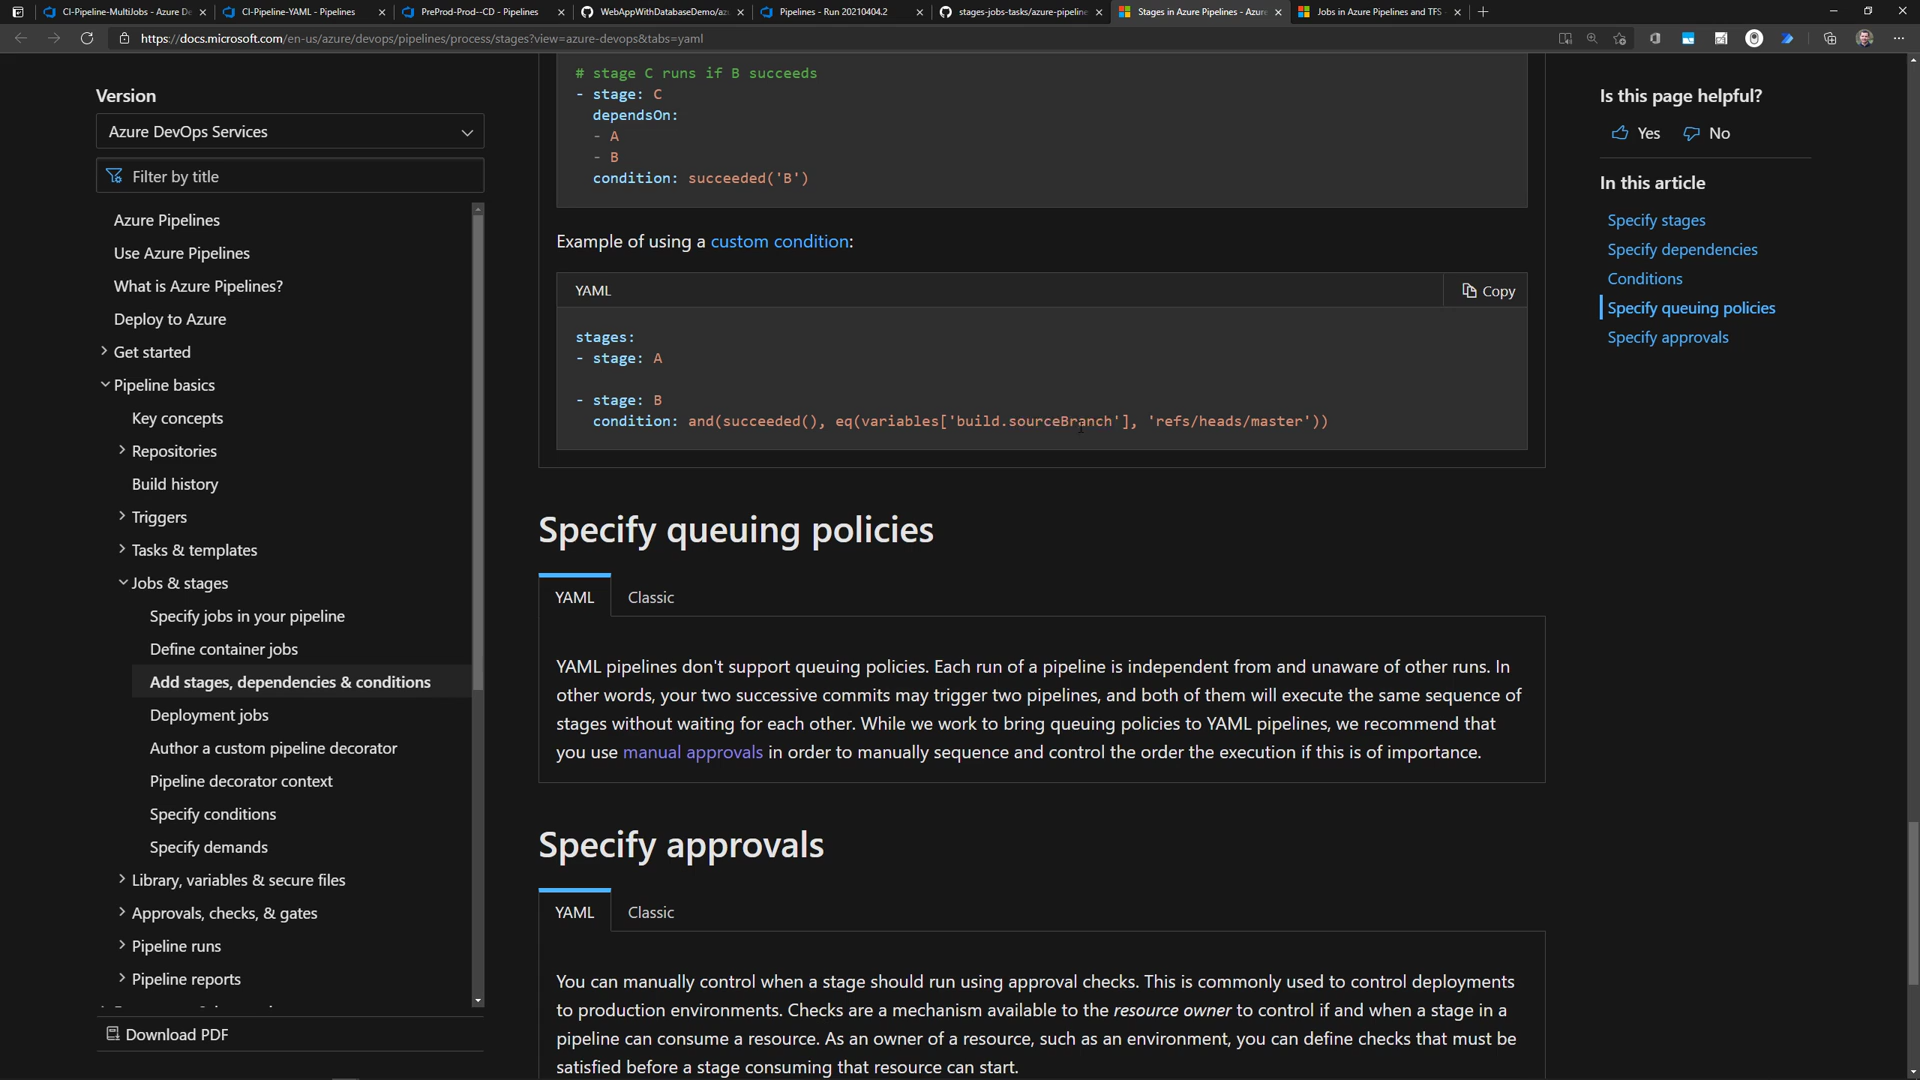 CI-Pipeline-MultiJobs - Azure De
CI-Pipeline-YAML - Pipelines
PreProd-Prod--CD - Pipelines
WebAppWithDatabaseDemo/az
Pipelines - Run 20210404.2
stages-jobs-tasks/azure-pipeline
Stages in Azure Pipelines - Azure
Jobs in Azure Pipelines and TFS
https://docs.microsoft.com/en-us/azure/devops/pipelines/process/stages?view=azure-devops&tabs=yaml
Version
Azure DevOps Services
Filter by title
Azure Pipelines
Use Azure Pipelines
What is Azure Pipelines?
Deploy to Azure
Get started
Pipeline basics
Key concepts
Repositories
Build history
Triggers
Tasks & templates
Jobs & stages
Specify jobs in your pipeline
Define container jobs
Add stages, dependencies & conditions
Deployment jobs
Author a custom pipeline decorator
Pipeline decorator context
Specify conditions
Specify demands
Library, variables & secure files
Approvals, checks, & gates
Pipeline runs
Pipeline reports
Download PDF
# stage C runs if B succeeds
- stage: C
dependsOn:
- A
- B
condition: succeeded('B')
Example of using a custom condition:
YAML
Copy
stages:
- stage: A
- stage: B
condition: and(succeeded(), eq(variables['build.sourceBranch'], 'refs/heads/master'))
Specify queuing policies
YAML
Classic
YAML pipelines don't support queuing policies. Each run of a pipeline is independent from and unaware of other runs. In
other words, your two successive commits may trigger two pipelines, and both of them will execute the same sequence of
stages without waiting for each other. While we work to bring queuing policies to YAML pipelines, we recommend that
you use manual approvals in order to manually sequence and control the order the execution if this is of importance.
Specify approvals
YAML
Classic
You can manually control when a stage should run using approval checks. This is commonly used to control deployments
to production environments. Checks are a mechanism available to the resource owner to control if and when a stage in a
pipeline can consume a resource. As an owner of a resource, such as an environment, you can define checks that must be
satisfied before a stage consuming that resource can start.
Is this page helpful?
Yes
No
In this article
Specify stages
Specify dependencies
Conditions
Specify queuing policies
Specify approvals